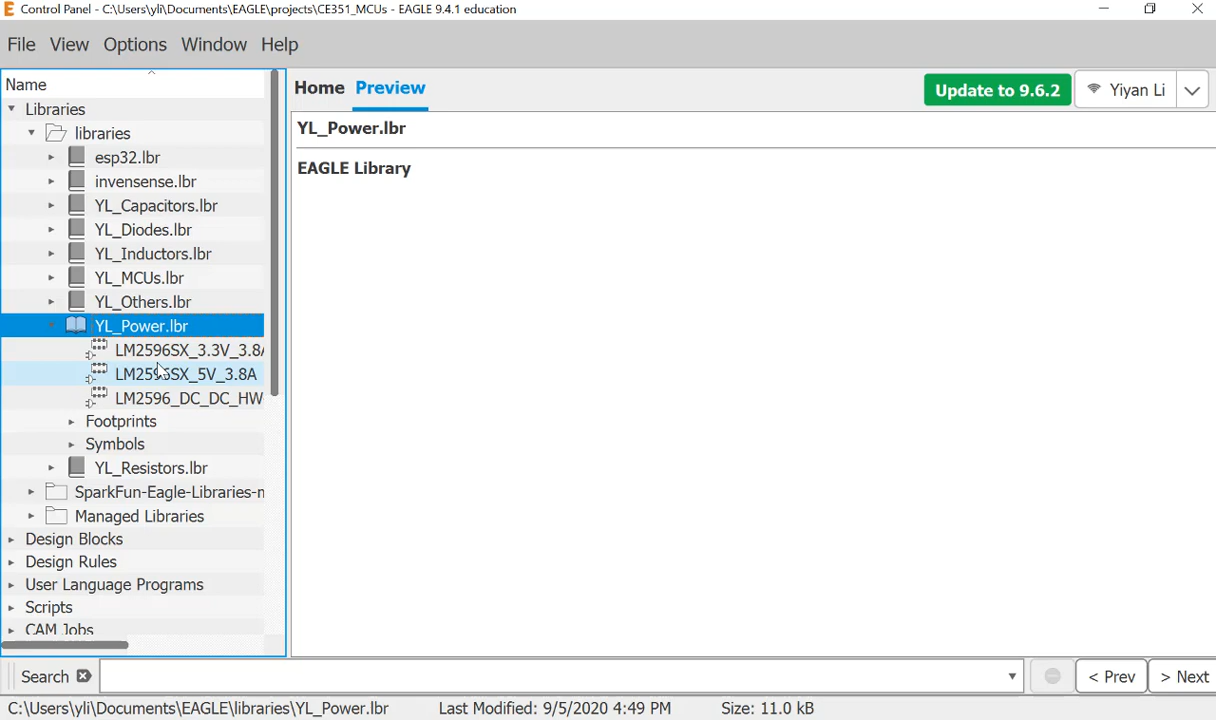 Control Panel - C:\Users\yli\Documents\EAGLE\projects\CE351_MCUs - EAGLE 9.4.1 education
File View Options Window Help
Name
Libraries
libraries
esp32.lbr
invensense.lbr
YL_Capacitors.lbr
YL_Diodes.lbr
YL_Inductors.lbr
YL_MCUs.lbr
YL_Others.lbr
YL_Power.lbr
LM2596SX_3.3V_3.8A
LM2596SX_5V_3.8A
LM2596_DC_DC_HW
Footprints
Symbols
YL_Resistors.lbr
SparkFun-Eagle-Libraries-
Managed Libraries
Design Blocks
Design Rules
User Language Programs
Scripts
CAM Jobs
Home Preview
Update to 9.6.2
Yiyan Li
YL_Power.lbr
EAGLE Library
Search
< Prev
> Next
C:\Users\yli\Documents\EAGLE\libraries\YL_Power.lbr Last Modified: 9/5/2020 4:49 PM Size: 11.0 kB